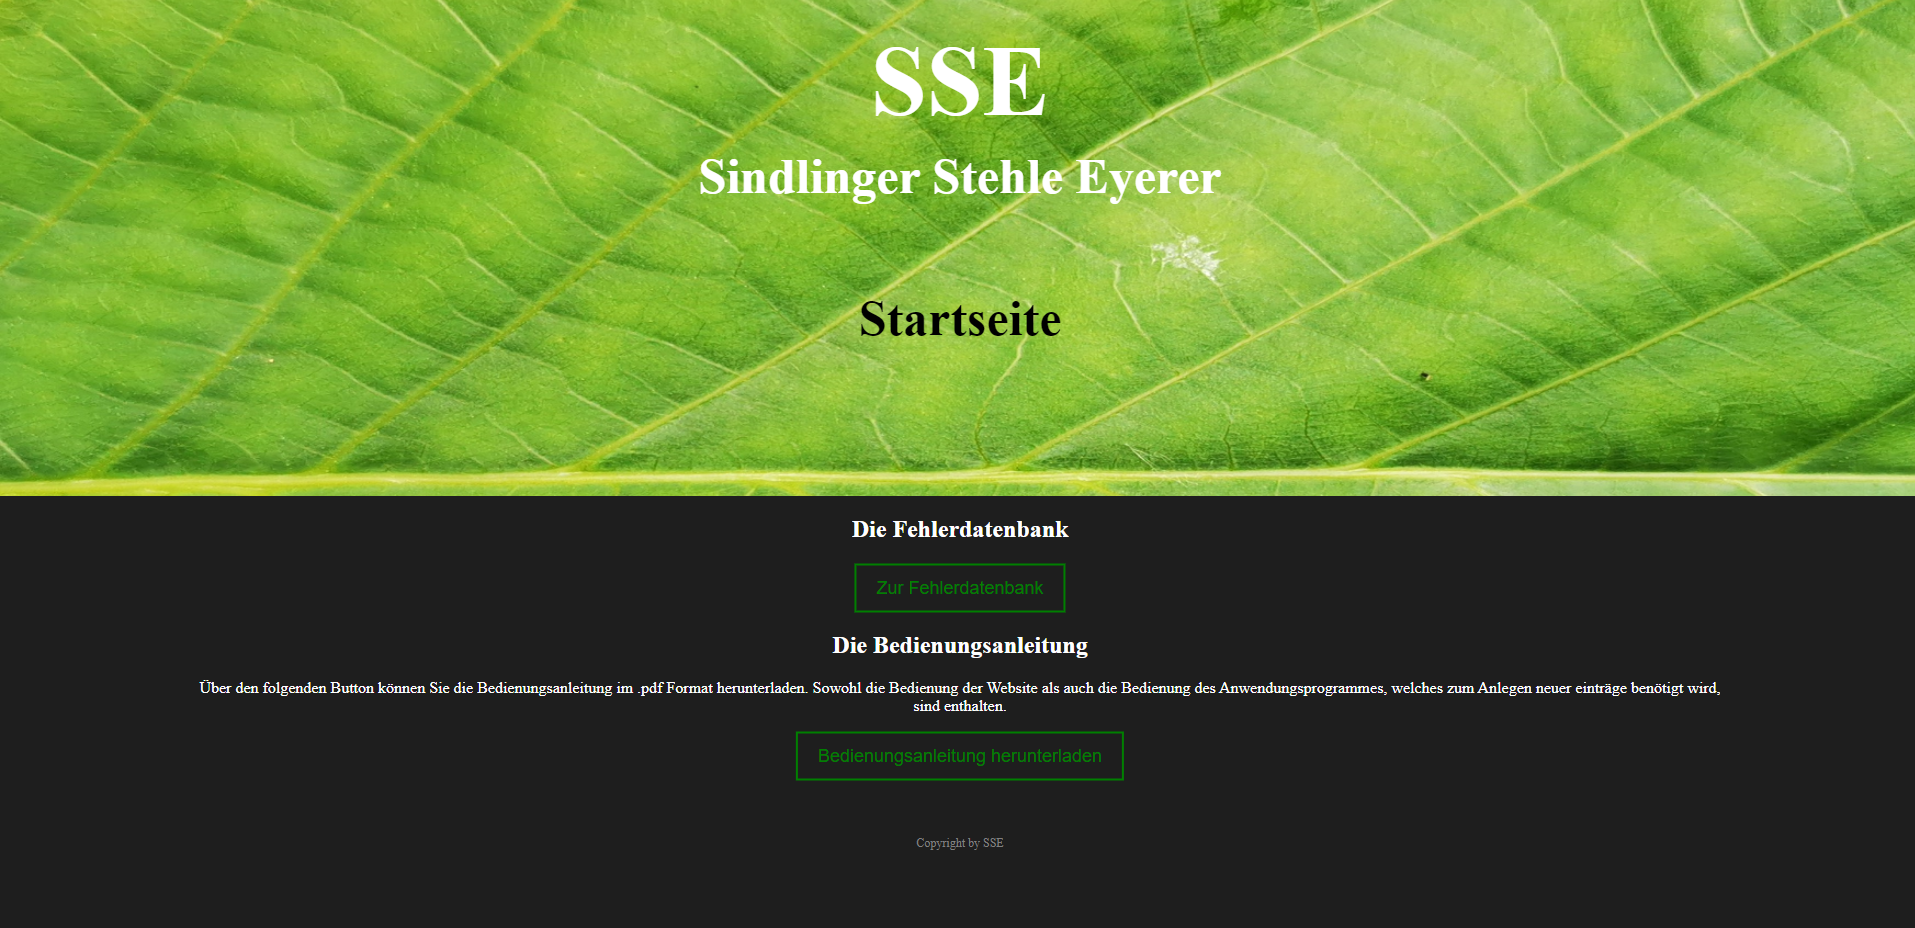 SSE
Sindlinger Stehle Eyerer
Startseite
Die Fehlerdatenbank
Zur Fehlerdatenbank
Die Bedienungsanleitung
Über den folgenden Button können Sie die Bedienungsanleitung im .pdf Format herunterladen. Sowohl die Bedienung der Website als auch die Bedienung des Anwendungsprogrammes, welches zum Anlegen neuer einträge benötigt wird,
sind enthalten.
Bedienungsanleitung herunterladen
Copyright by SSE